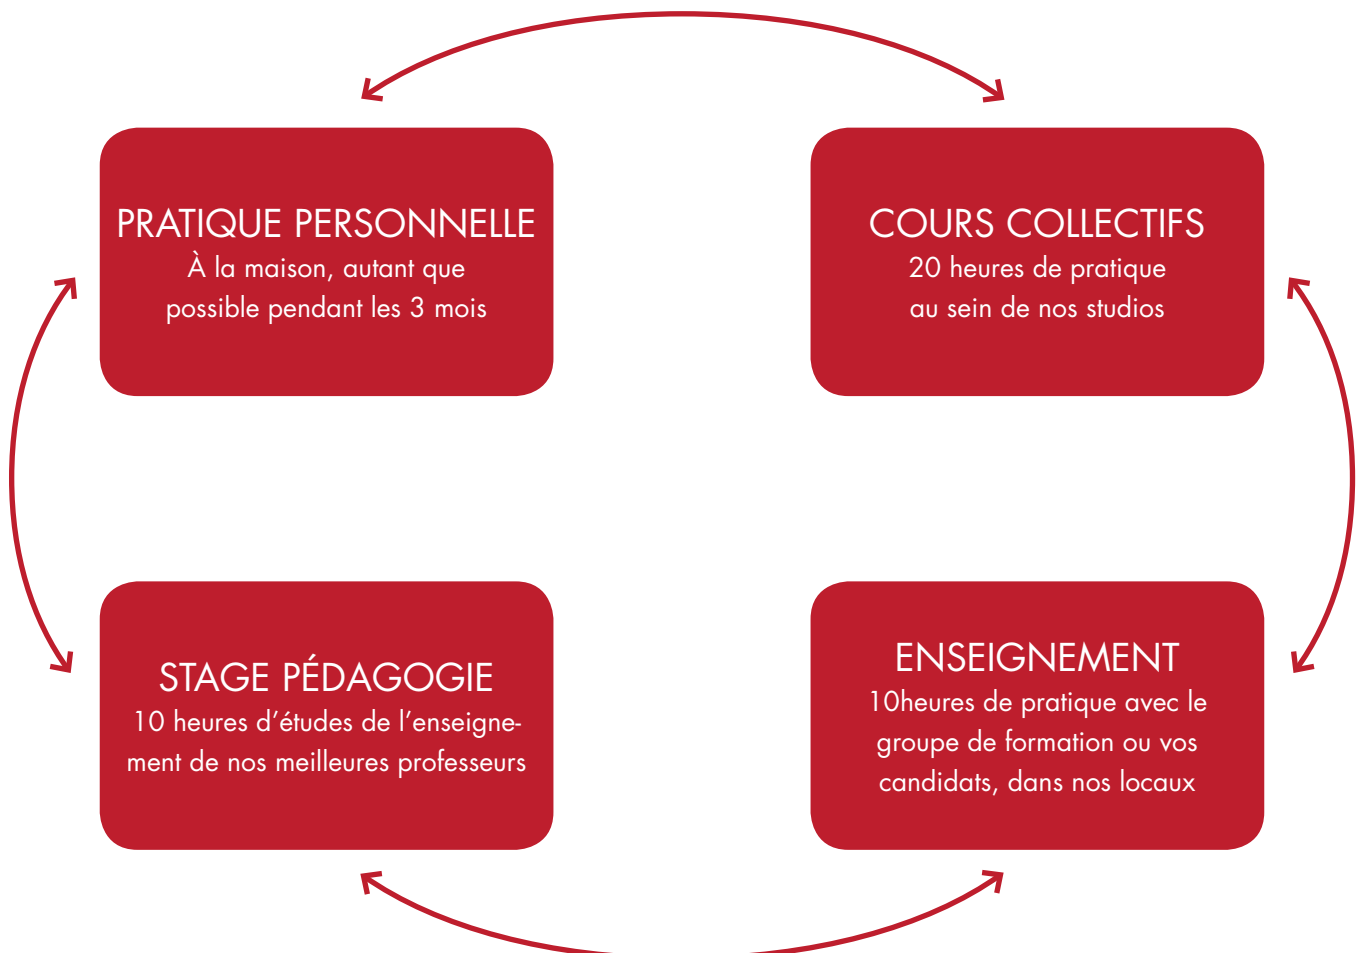 PRATIQUE PERSONNELLE
À la maison, autant que
possible pendant les 3 mois
COURS COLLECTIFS
20 heures de pratique
au sein de nos studios
STAGE PÉDAGOGIE
10 heures d’études de l’enseigne-
ment de nos meilleures professeurs
ENSEIGNEMENT
10heures de pratique avec le
groupe de formation ou vos
candidats, dans nos locaux